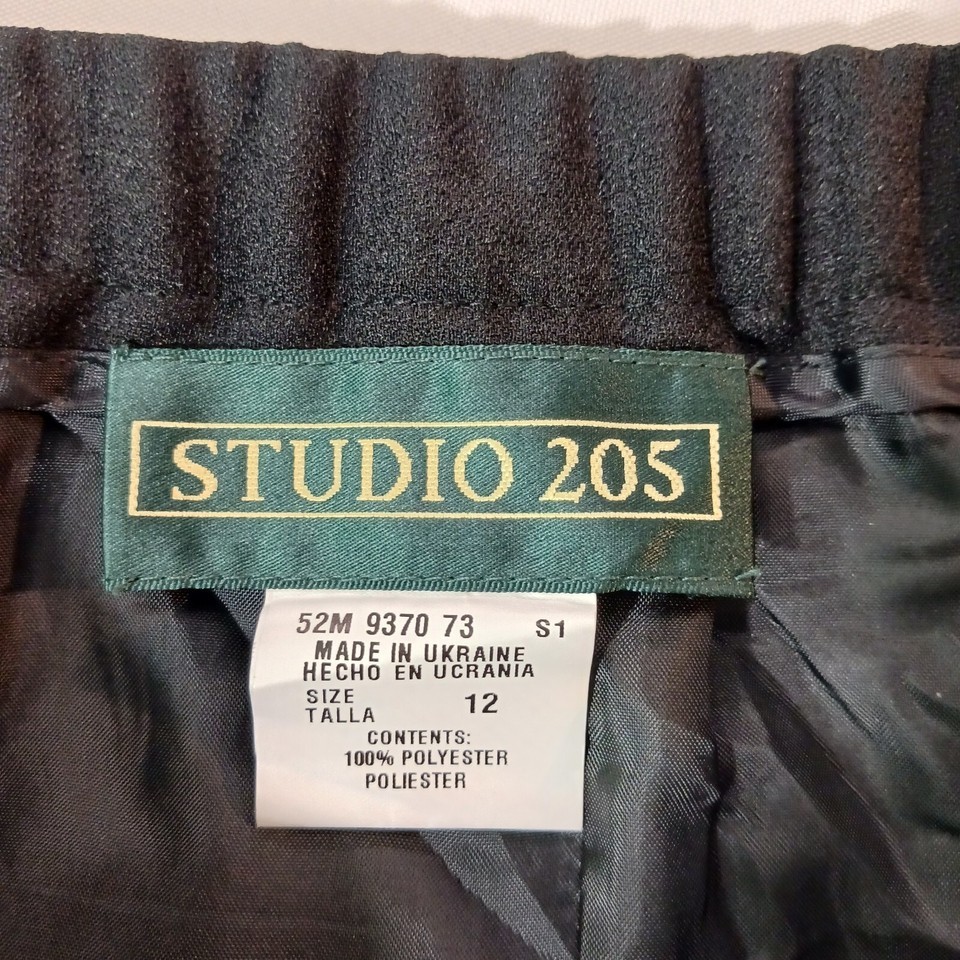 STUDIO 205
52M 9370 73 S1
MADE IN UKRAINE
HECHO EN UCRANIA
SIZE 12
TALLA
CONTENTS:
100% POLYESTER
POLIESTER